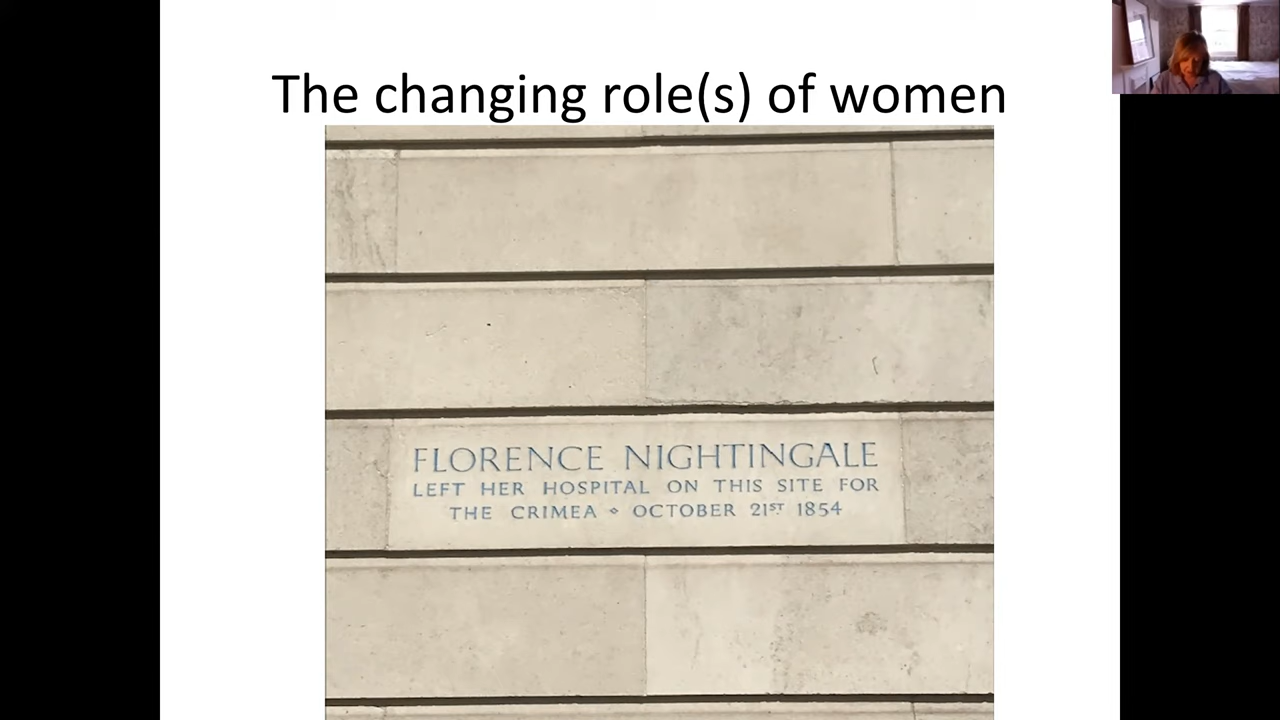 The changing role(s) of women
FLORENCE NIGHTINGALE
LEFT HER HOSPITAL ON THIS SITE FOR
THE CRIMEA ⋄ OCTOBER 21ST 1854